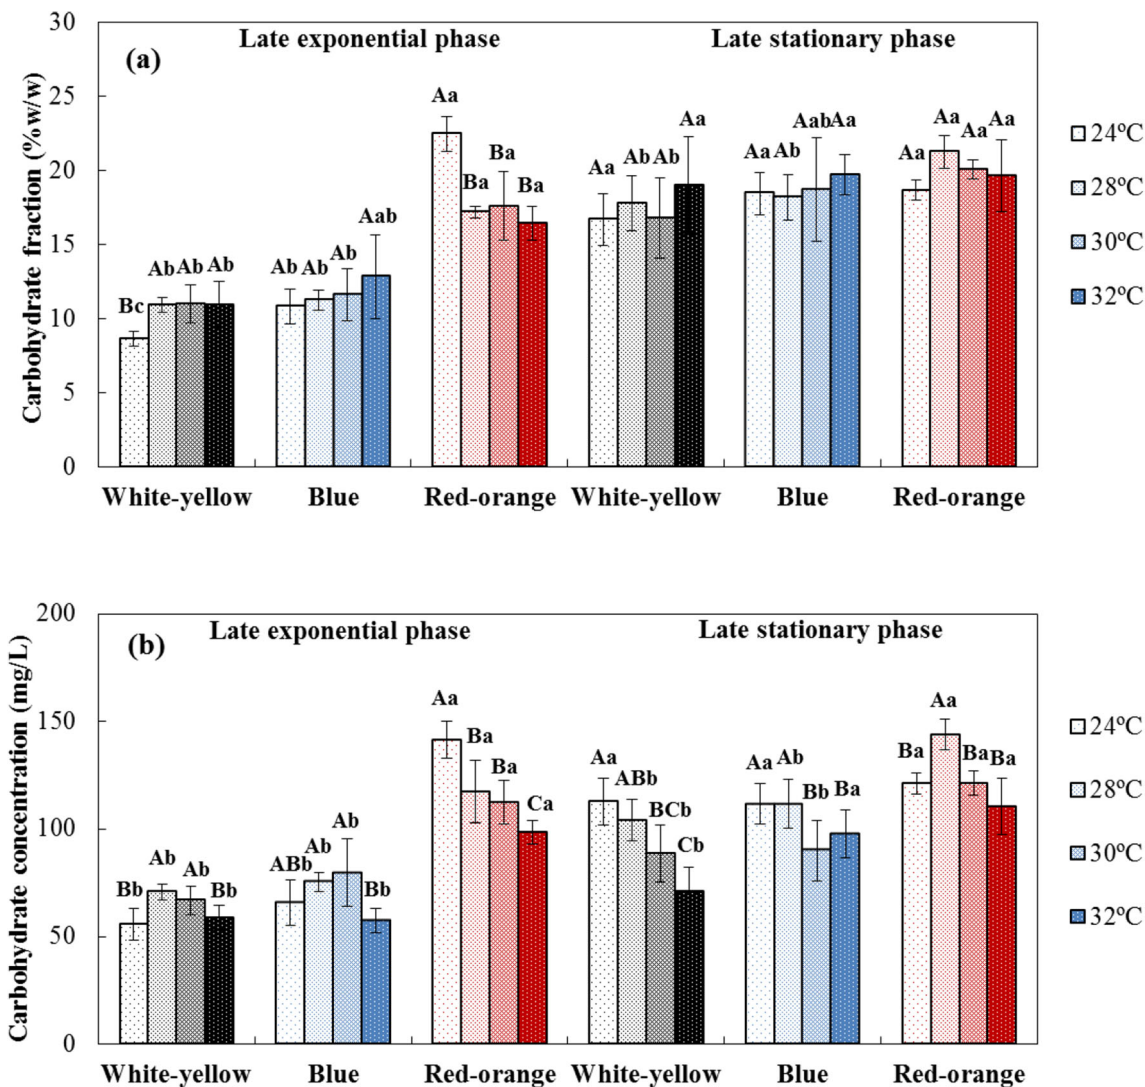 30
25
20
15
10
5
0
Carbohydrate fraction (%w/w)
(a)
Late exponential phase
Late stationary phase
Bc Ab Ab Ab
Ab Ab Ab Aab
Aa Ba Ba Ba
Aa Ab Ab Aa
Aa Ab Aab Aa
Aa Aa Aa Aa
White-yellow Blue Red-orange White-yellow Blue Red-orange
24ºC
28ºC
30ºC
32ºC
200
150
100
50
0
Carbohydrate concentration (mg/L)
(b)
Late exponential phase
Late stationary phase
Bb Ab Ab Bb
ABb Ab Ab Bb
Aa Ba Ba Ca
Aa ABb BCb Cb
Aa Ab Bb Ba
Ba Aa Ba Ba
White-yellow Blue Red-orange White-yellow Blue Red-orange
24ºC
28ºC
30ºC
32ºC